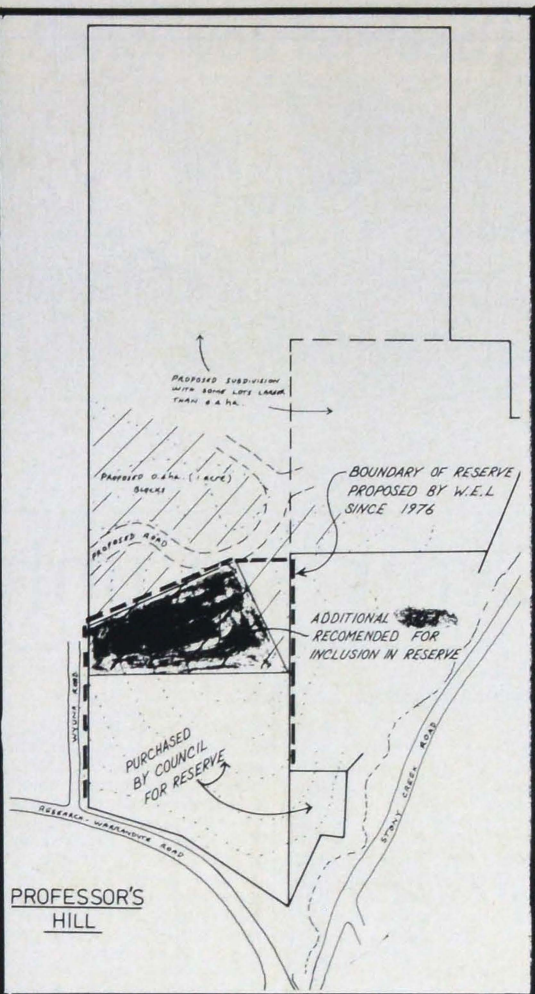 PROPOSED SUBDIVISION
WITH SOME LOTS LARGER
THAN 0.4 ha.
PROPOSED 0.4ha. (1 acre)
BLOCKS
PROPOSED ROAD
BOUNDARY OF RESERVE
PROPOSED BY W.E.L
SINCE 1976
ADDITIONAL
RECOMENDED FOR
INCLUSION IN RESERVE
WYUNA ROAD
PURCHASED
BY COUNCIL
FOR RESERVE
STONY CREEK ROAD
RESEARCH - WARRANDYTE ROAD
PROFESSOR'S
HILL